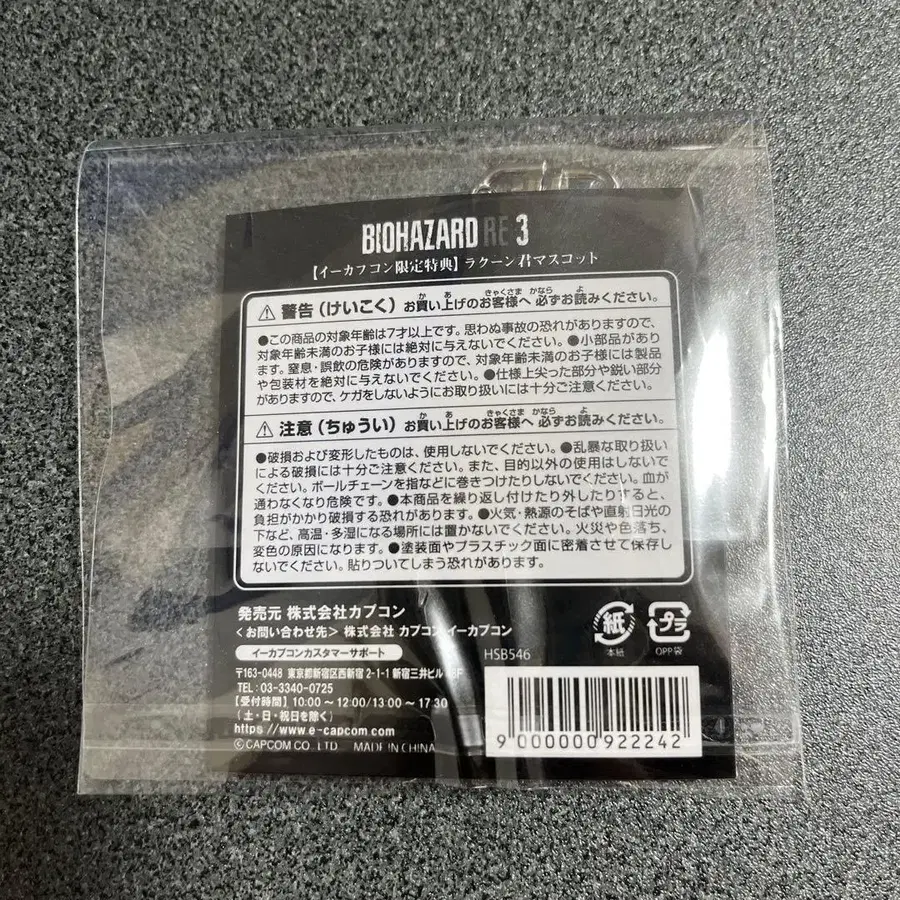 BIOHAZARD RE 3
【イーカプコン限定特典】ラクーン君マスコット
⚠ 警告(けいこく) お買い上げのお客様へ 必ずお読みください。
●この商品の対象年齢は7才以上です。思わぬ事故の恐れがありますので、
対象年齢未満のお子様には絶対に与えないでください。●小部品があり
ます。窒息・誤飲の危険がありますので、対象年齢未満のお子様には製品
や包装材を絶対に与えないでください。●仕様上尖った部分や鋭い部分
がありますので、ケガをしないようにお取り扱いには十分ご注意ください。
⚠ 注意(ちゅうい) お買い上げのお客様へ 必ずお読みください。
●破損および変形したものは、使用しないでください。●乱暴な取り扱い
による破損には十分ご注意ください。また、目的以外の使用はしないで
ください。ボールチェーンを指などに巻きつけたりしないでください。血が
通わなくなり危険です。●本商品を繰り返し付けたり外したりすると、
負担がかかり破損する恐れがあります。●火気・熱源のそばや直射日光の
下など、高温・多湿になる場所には置かないでください。火災や色落ち、
変色の原因になります。●塗装面やプラスチック面に密着させて保存し
ないでください。貼りついてしまう恐れがあります。
発売元 株式会社カプコン
<お問い合わせ先> 株式会社 カプコン イーカプコン
イーカプコンカスタマーサポート
〒163-0448 東京都新宿区西新宿 2-1-1 新宿三井ビル
TEL: 03-3340-0725
【受付時間】10:00~12:00/13:00~17:30
(土・日・祝日を除く)
https://www.e-capcom.com
©CAPCOM CO., LTD. MADE IN CHINA
紙
本紙
プラ
OPP袋
HSB546
9 000000 922242